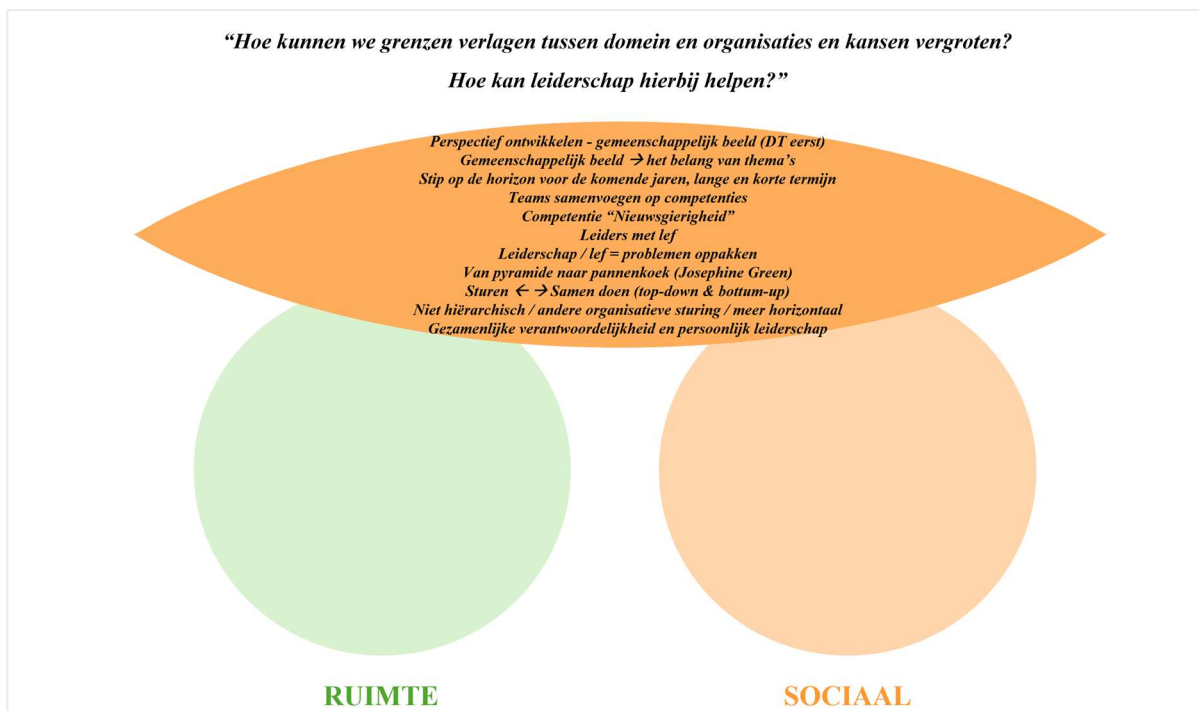 “Hoe kunnen we grenzen verlagen tussen domein en organisaties en kansen vergroten?
Hoe kan leiderschap hierbij helpen?”
Perspectief ontwikkelen - gemeenschappelijk beeld (DT eerst)
Gemeenschappelijk beeld → het belang van thema’s
Stip op de horizon voor de komende jaren, lange en korte termijn
Teams samenvoegen op competenties
Competentie “Nieuwsgierigheid”
Leiders met lef
Leiderschap / lef = problemen oppakken
Van pyramide naar pannenkoek (Josephine Green)
Sturen ← → Samen doen (top-down & bottum-up)
Niet hiërarchisch / andere organisatieve sturing / meer horizontaal
Gezamenlijke verantwoordelijkheid en persoonlijk leiderschap
RUIMTE
SOCIAAL